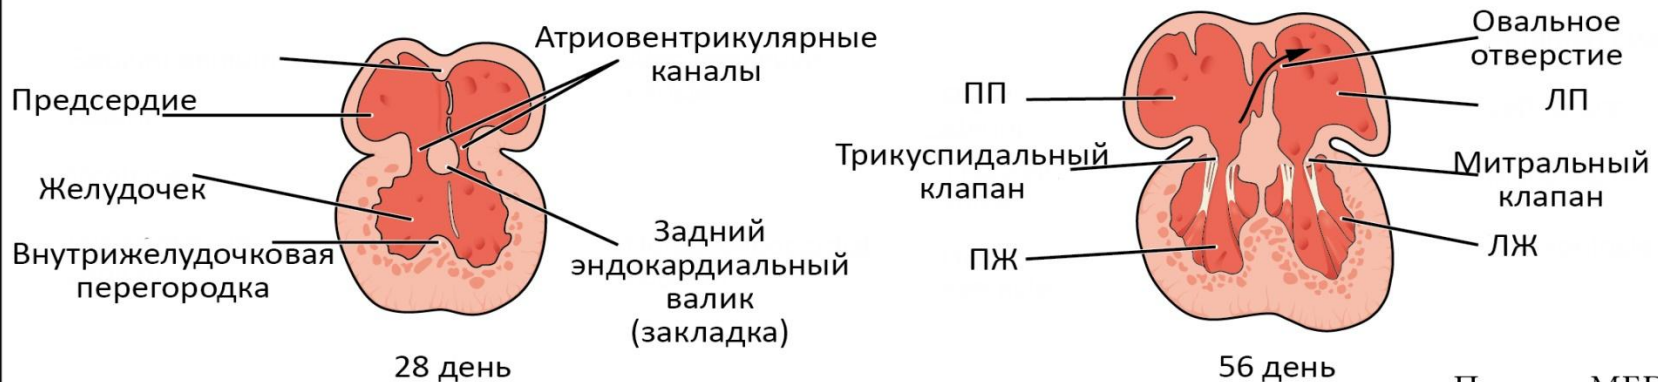 Атриовентрикулярные
каналы
Предсердие
Желудочек
Внутрижелудочковая
перегородка
Задний
эндокардиальный
валик
(закладка)
28 день
Овальное
отверстие
ПП
ЛП
Трикуспидальный
клапан
Митральный
клапан
ПЖ
ЛЖ
56 день